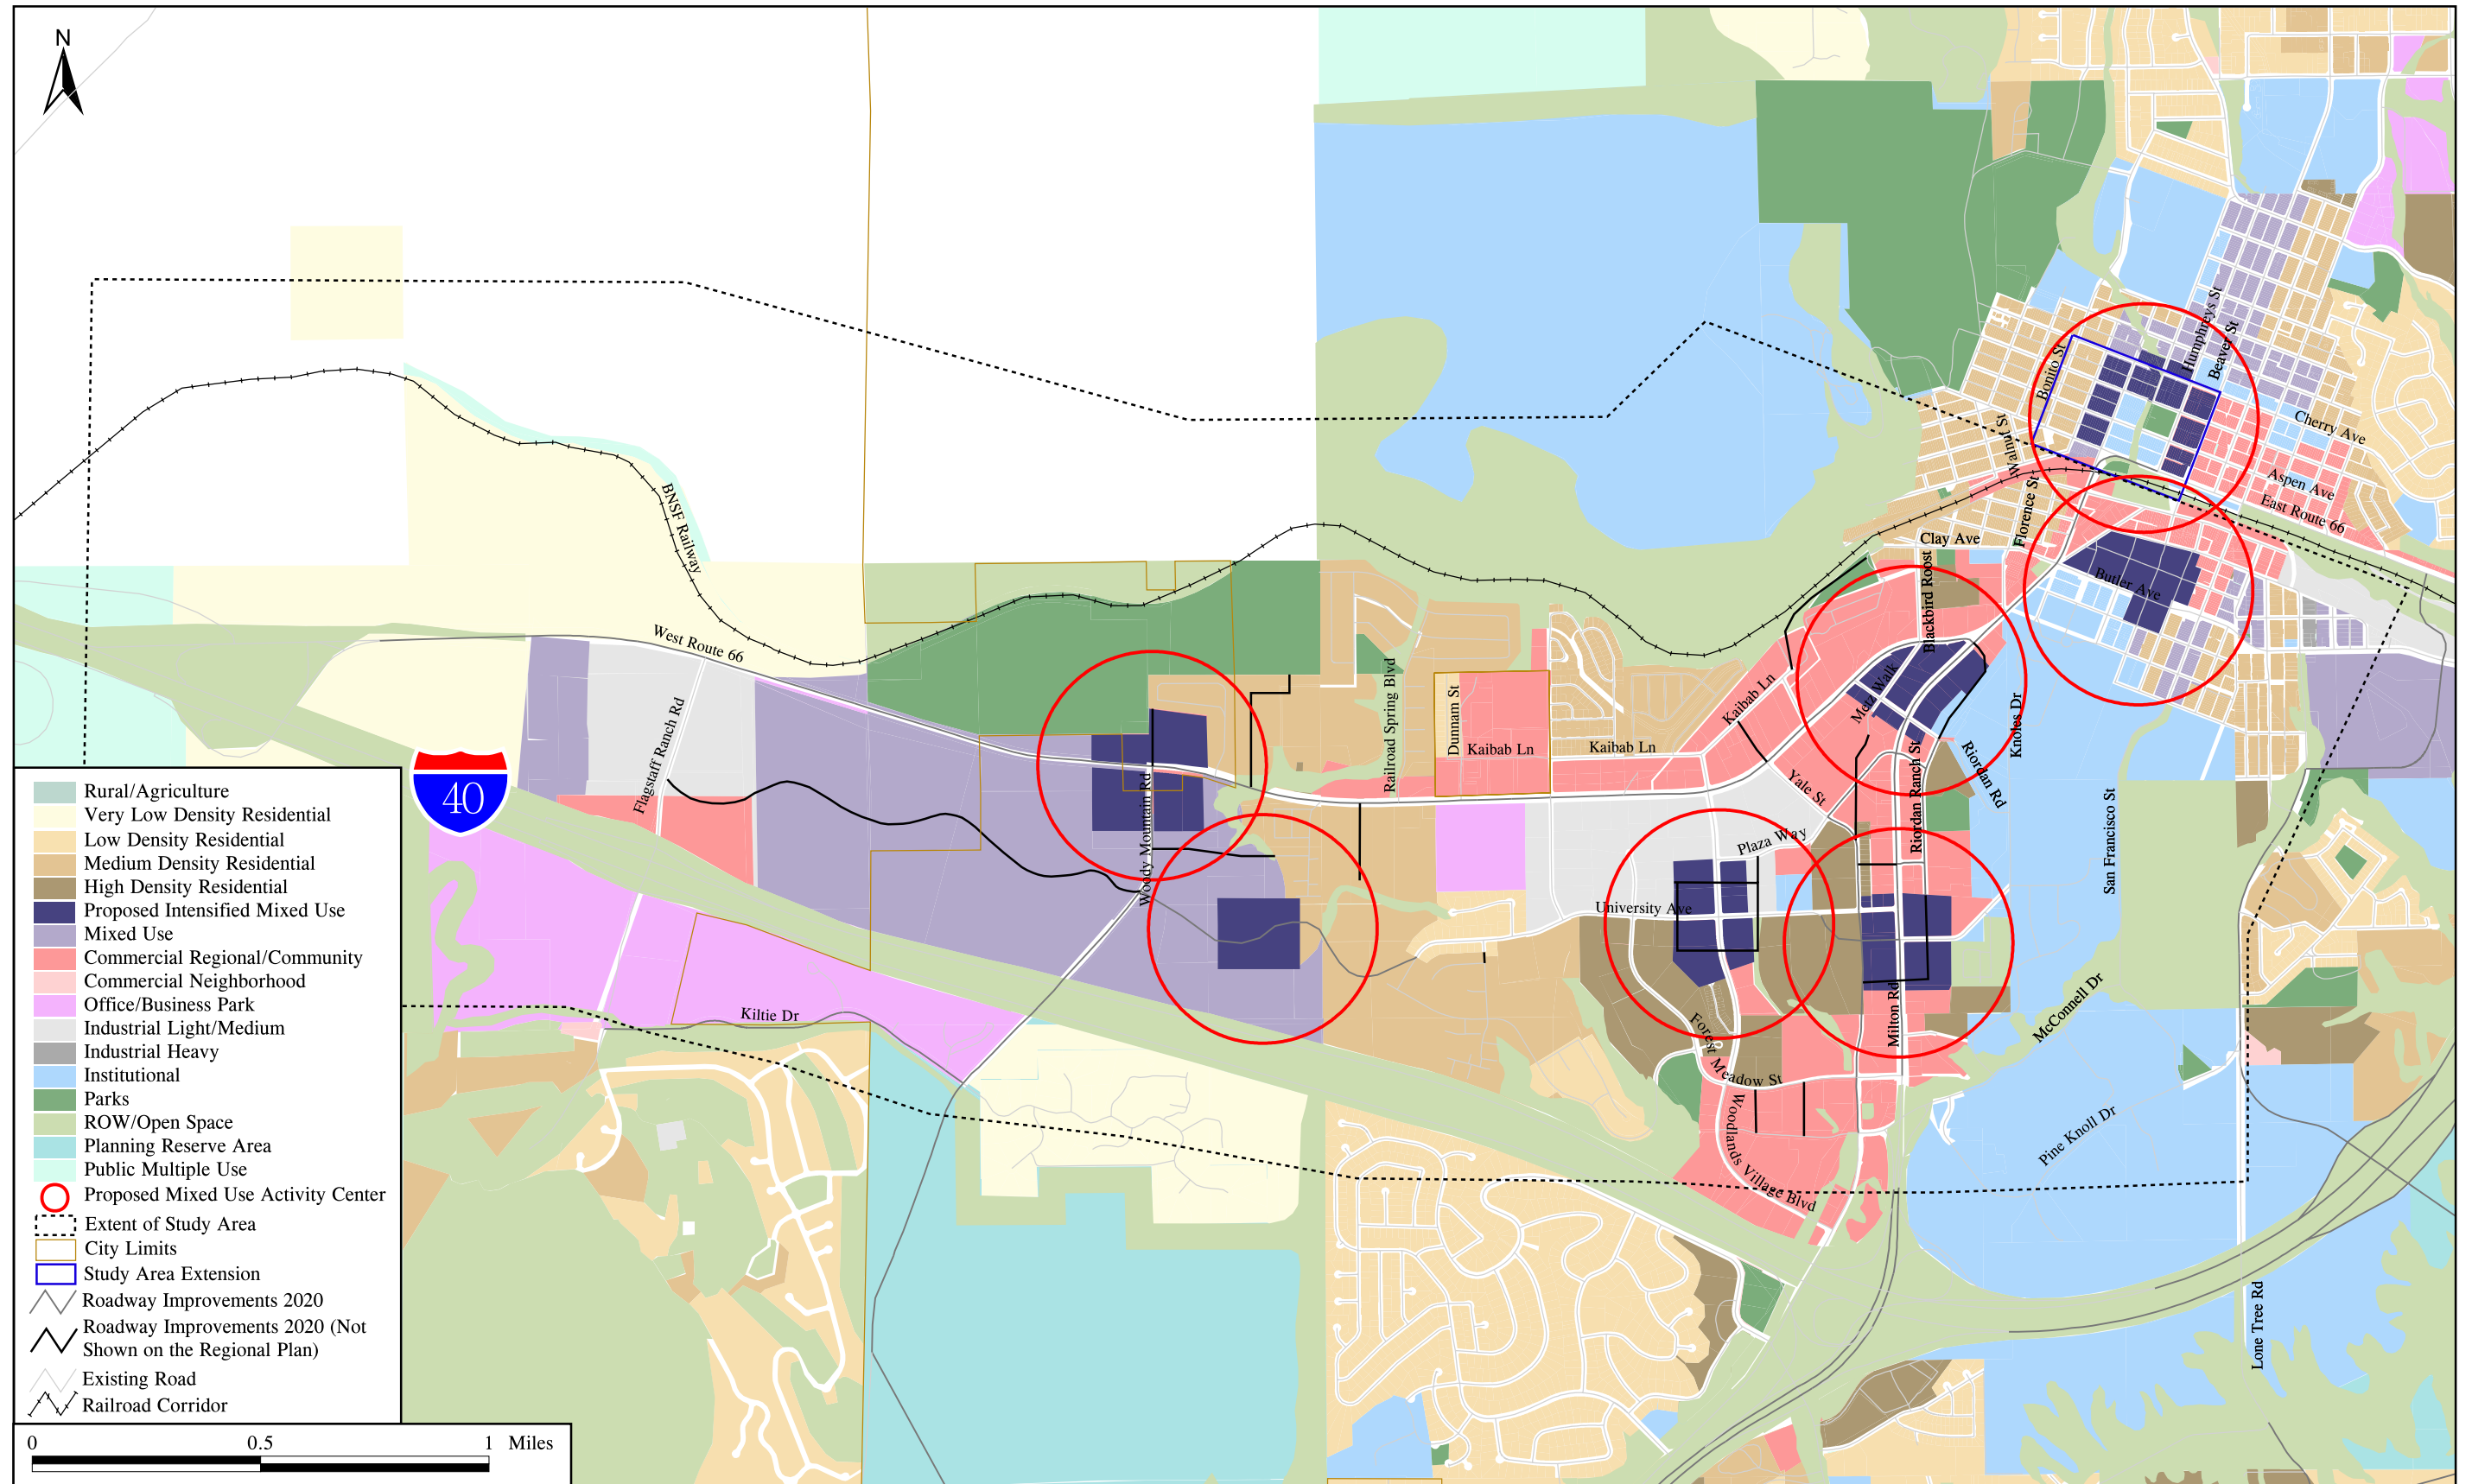 N
Humphreys St
Beaver St
Bonito St
Cherry Ave
Walnut St
Aspen Ave
East Route 66
Florence St
BNSF Railway
Clay Ave
Butler Ave
Blackbird Roost
West Route 66
Railroad Spring Blvd
Dunnam St
Kaibab Ln
Kaibab Ln
Kaibab Ln
Metz Walk
Knoles Dr
Flagstaff Ranch Rd
Woody Mountain Rd
Riordan Rd
Riordan Ranch St
Yale St
Plaza Way
San Francisco St
40
University Ave
Milton Rd
McConnell Dr
Kiltie Dr
Forest Meadow St
Woodlands Village Blvd
Pine Knoll Dr
Lone Tree Rd
Rural/Agriculture
Very Low Density Residential
Low Density Residential
Medium Density Residential
High Density Residential
Proposed Intensified Mixed Use
Mixed Use
Commercial Regional/Community
Commercial Neighborhood
Office/Business Park
Industrial Light/Medium
Industrial Heavy
Institutional
Parks
ROW/Open Space
Planning Reserve Area
Public Multiple Use
Proposed Mixed Use Activity Center
Extent of Study Area
City Limits
Study Area Extension
Roadway Improvements 2020
Roadway Improvements 2020 (Not
Shown on the Regional Plan)
Existing Road
Railroad Corridor
0 0.5 1 Miles